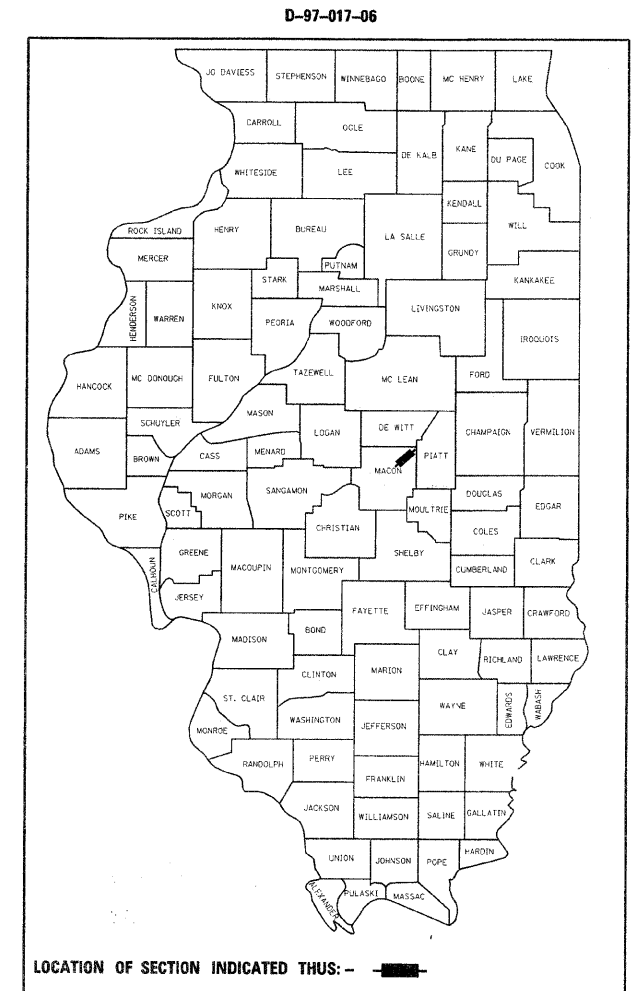 D-97-017-06
JO DAVIESS STEPHENSON WINNEBAGO BOONE MC HENRY LAKE
CARROLL OGLE DE KALB KANE DU PAGE COOK
WHITESIDE LEE
KENDALL
ROCK ISLAND HENRY BUREAU LA SALLE WILL
MERCER PUTNAM GRUNDY
STARK MARSHALL KANKAKEE
HENDERSON WARREN KNOX PEORIA WOODFORD LIVINGSTON IROQUOIS
HANCOCK MC DONOUGH FULTON TAZEWELL MC LEAN FORD
MASON
SCHUYLER LOGAN DE WITT CHAMPAIGN VERMILION
ADAMS BROWN CASS MENARD MACON PIATT
MORGAN SANGAMON DOUGLAS EDGAR
PIKE SCOTT CHRISTIAN MOULTRIE
COLES
GREENE MACOUPIN MONTGOMERY SHELBY CLARK
CALHOUN CUMBERLAND
JERSEY FAYETTE EFFINGHAM JASPER CRAWFORD
MADISON BOND
CLAY RICHLAND LAWRENCE
CLINTON MARION
ST. CLAIR WAYNE EDWARDS WABASH
MONROE WASHINGTON JEFFERSON
RANDOLPH PERRY HAMILTON WHITE
FRANKLIN
JACKSON WILLIAMSON SALINE GALLATIN
UNION JOHNSON POPE HARDIN
ALEXANDER PULASKI MASSAC
LOCATION OF SECTION INDICATED THUS: -